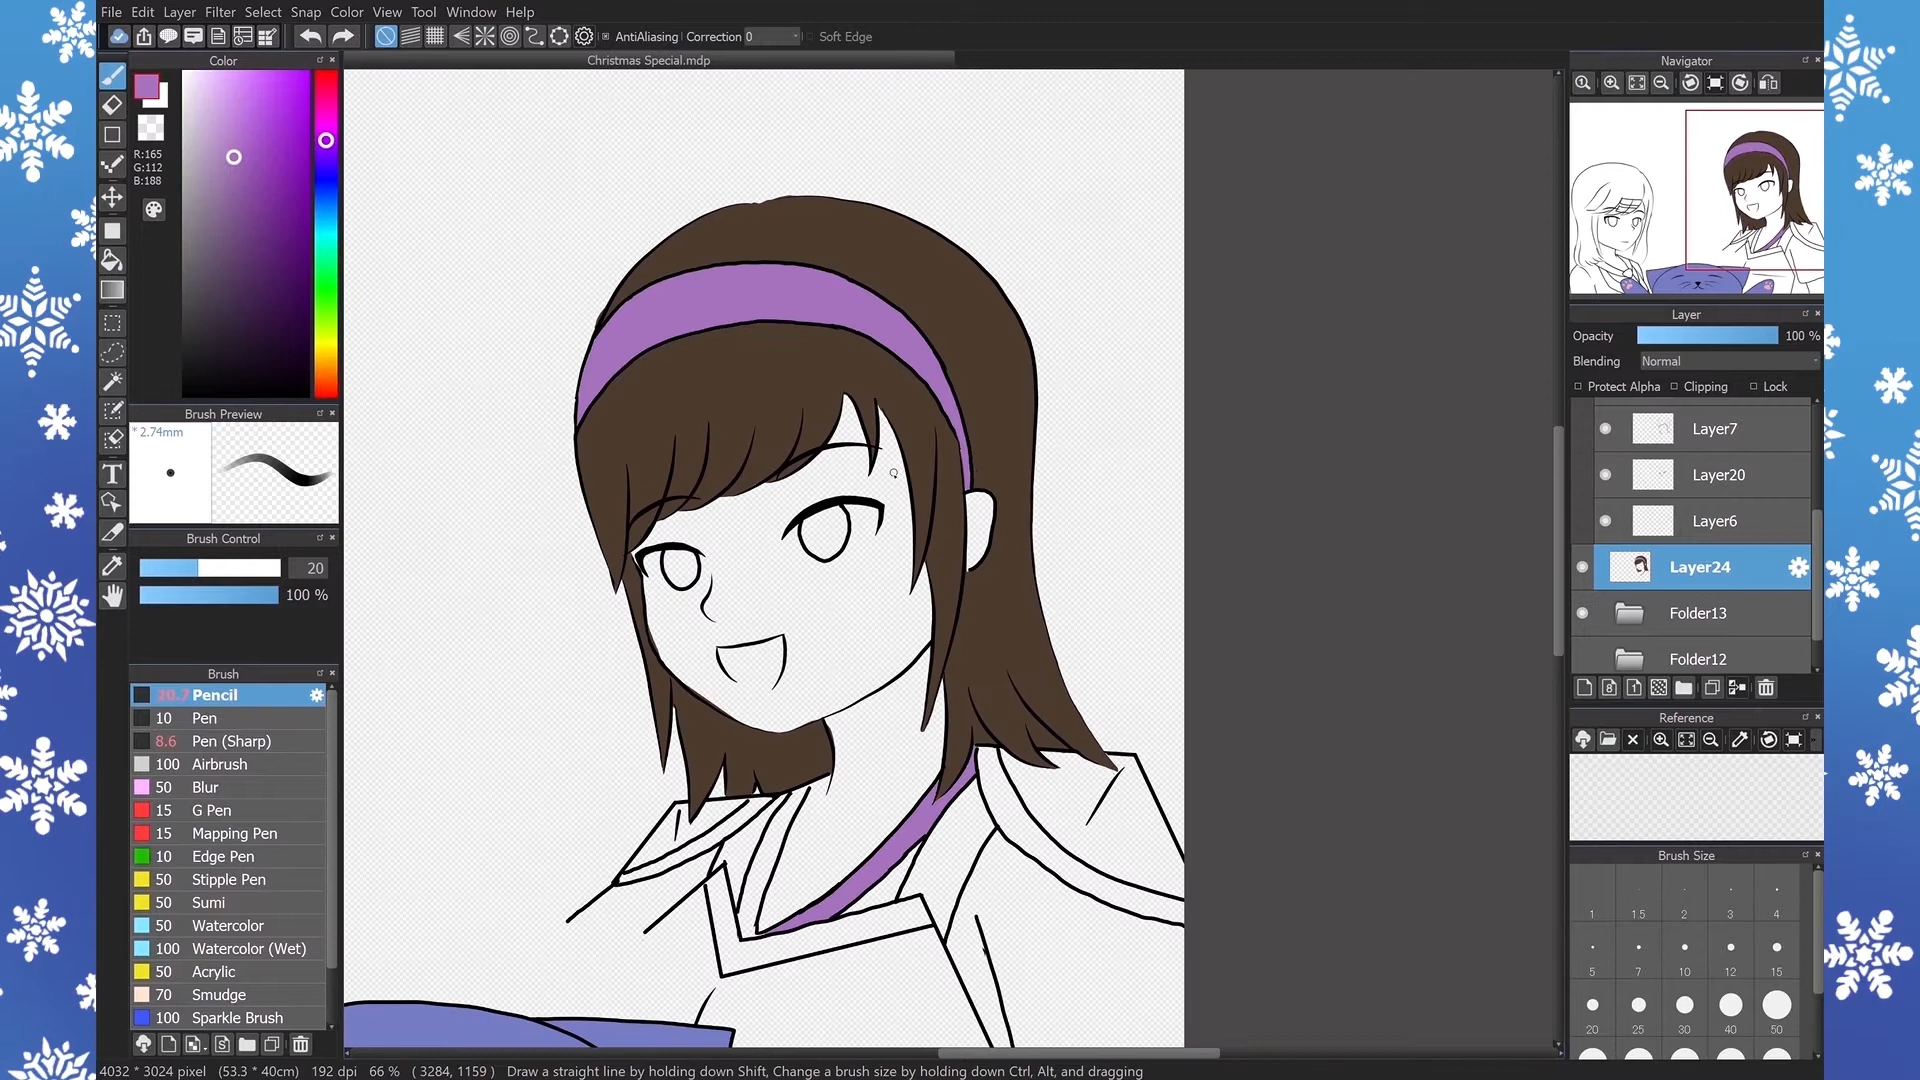 File Edit Layer Filter Select Snap Color View Tool Window Help
AntiAliasing Correction 0 Soft Edge
Color
Christmas Special.mdp
Navigator
R:165
G:112
B:188
Layer
Opacity 100 %
Blending Normal
Protect Alpha Clipping Lock
Brush Preview
* 2.74mm
Layer7
Layer20
Layer6
Layer24
Folder13
Folder12
Brush Control
20
100 %
Brush
20.7 Pencil
10 Pen
8.6 Pen (Sharp)
100 Airbrush
50 Blur
15 G Pen
15 Mapping Pen
10 Edge Pen
50 Stipple Pen
50 Sumi
50 Watercolor
100 Watercolor (Wet)
50 Acrylic
70 Smudge
100 Sparkle Brush
Reference
Brush Size
1 1.5 2 3 4
5 7 10 12 15
20 25 30 40 50
4032 * 3024 pixel (53.3 * 40cm) 192 dpi 66 % ( 3284, 1159 ) Draw a straight line by holding down Shift, Change a brush size by holding down Ctrl, Alt, and dragging